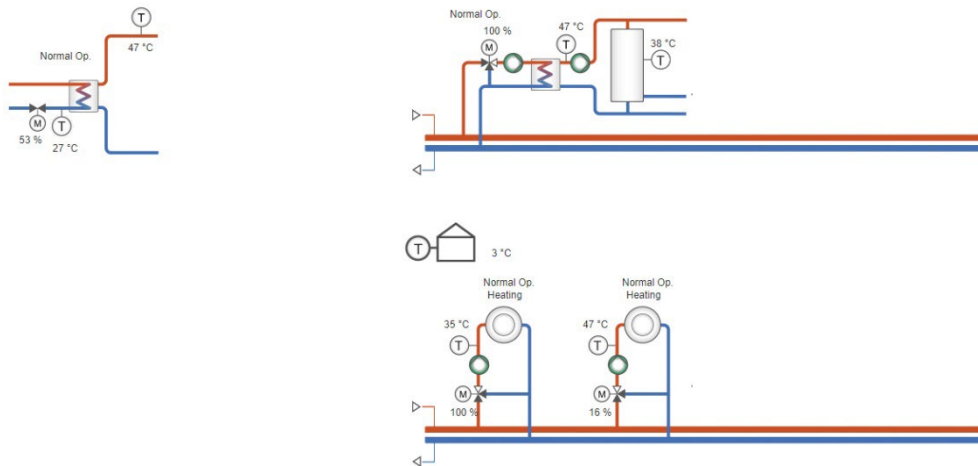 T
47 °C
Normal Op.
M
T
53 %
27 °C
Normal Op.
100 %
47 °C
M
T
38 °C
T
T
3 °C
Normal Op.
Heating
Normal Op.
Heating
35 °C
47 °C
T
T
M
M
100 %
16 %